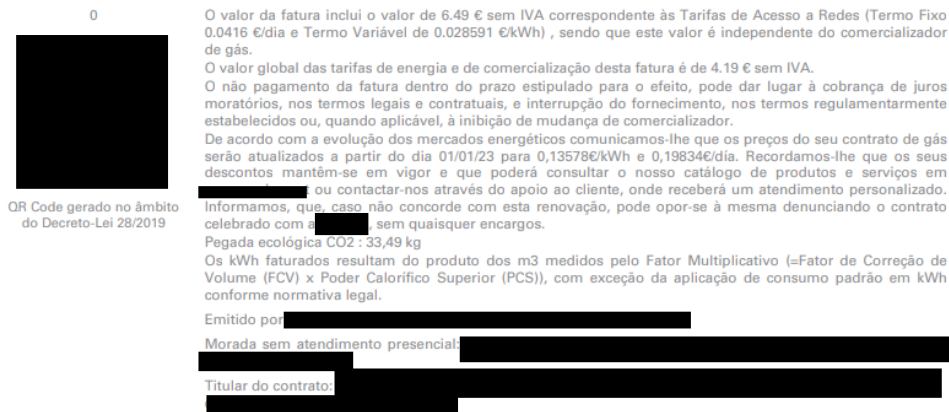 0
QR Code gerado no âmbito
do Decreto-Lei 28/2019
O valor da fatura inclui o valor de 6.49 € sem IVA correspondente às Tarifas de Acesso a Redes (Termo Fixo
0.0416 €/dia e Termo Variável de 0.028591 €/kWh) , sendo que este valor é independente do comercializador
de gás.
O valor global das tarifas de energia e de comercialização desta fatura é de 4.19 € sem IVA.
O não pagamento da fatura dentro do prazo estipulado para o efeito, pode dar lugar à cobrança de juros
moratórios, nos termos legais e contratuais, e interrupção do fornecimento, nos termos regulamentarmente
estabelecidos ou, quando aplicável, à inibição de mudança de comercializador.
De acordo com a evolução dos mercados energéticos comunicamos-lhe que os preços do seu contrato de gás
serão atualizados a partir do dia 01/01/23 para 0,13578€/kWh e 0,19834€/día. Recordamos-lhe que os seus
descontos mantêm-se em vigor e que poderá consultar o nosso catálogo de produtos e serviços em
ou contactar-nos através do apoio ao cliente, onde receberá um atendimento personalizado.
Informamos, que, caso não concorde com esta renovação, pode opor-se à mesma denunciando o contrato
celebrado com a , sem quaisquer encargos.
Pegada ecológica CO2 : 33,49 kg
Os kWh faturados resultam do produto dos m3 medidos pelo Fator Multiplicativo (=Fator de Correção de
Volume (FCV) x Poder Calorífico Superior (PCS)), com exceção da aplicação de consumo padrão em kWh
conforme normativa legal.
Emitido por
Morada sem atendimento presencial:
Titular do contrato: